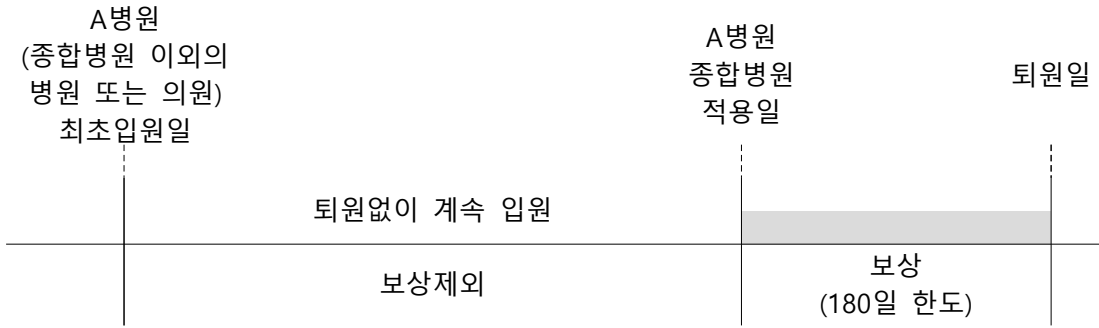 A병원
(종합병원 이외의
병원 또는 의원)
최초입원일
A병원
종합병원
적용일
퇴원일
퇴원없이 계속 입원
보상제외
보상
(180일 한도)